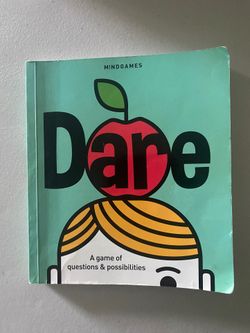 MINDGAMES
Dare
A game of
questions & possibilities